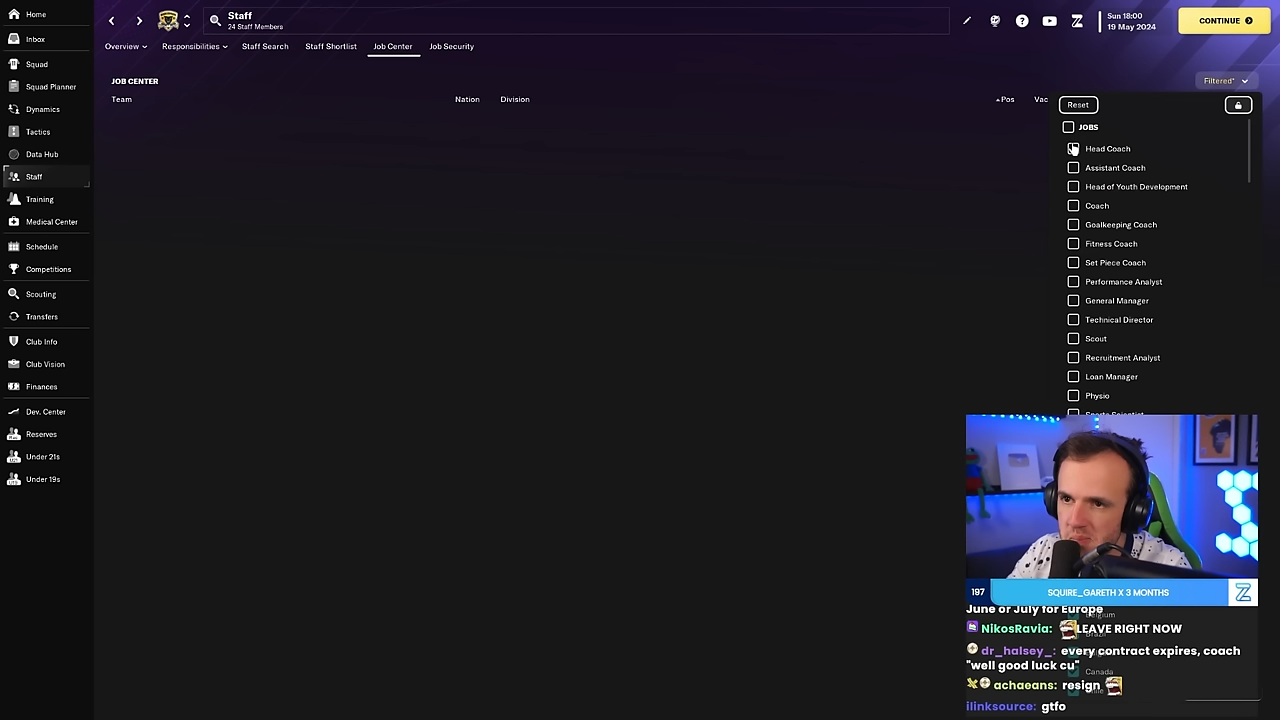 Home
Inbox
Squad
Squad Planner
Dynamics
Tactics
Data Hub
Staff
Training
Medical Center
Schedule
Competitions
Scouting
Transfers
Club Info
Club Vision
Finances
Dev. Center
Reserves
Under 21s
Under 19s
Staff
24 Staff Members
Sun 18:00
19 May 2024
CONTINUE
Overview
Responsibilities
Staff Search
Staff Shortlist
Job Center
Job Security
JOB CENTER
Filtered*
Team Nation Division Pos Vac
Reset
JOBS
Head Coach
Assistant Coach
Head of Youth Development
Coach
Goalkeeping Coach
Fitness Coach
Set Piece Coach
Performance Analyst
General Manager
Technical Director
Scout
Recruitment Analyst
Loan Manager
Physio
Sports Scientist
197 SQUIRE_GARETH X 3 MONTHS Z
June or July for Europe
Belgium
NikosRavia: LEAVE RIGHT NOW
Brazil
dr_halsey_: every contract expires, coach
"well good luck cu"
Canada
achaeans: resign
Chile
ilinksource: gtfo